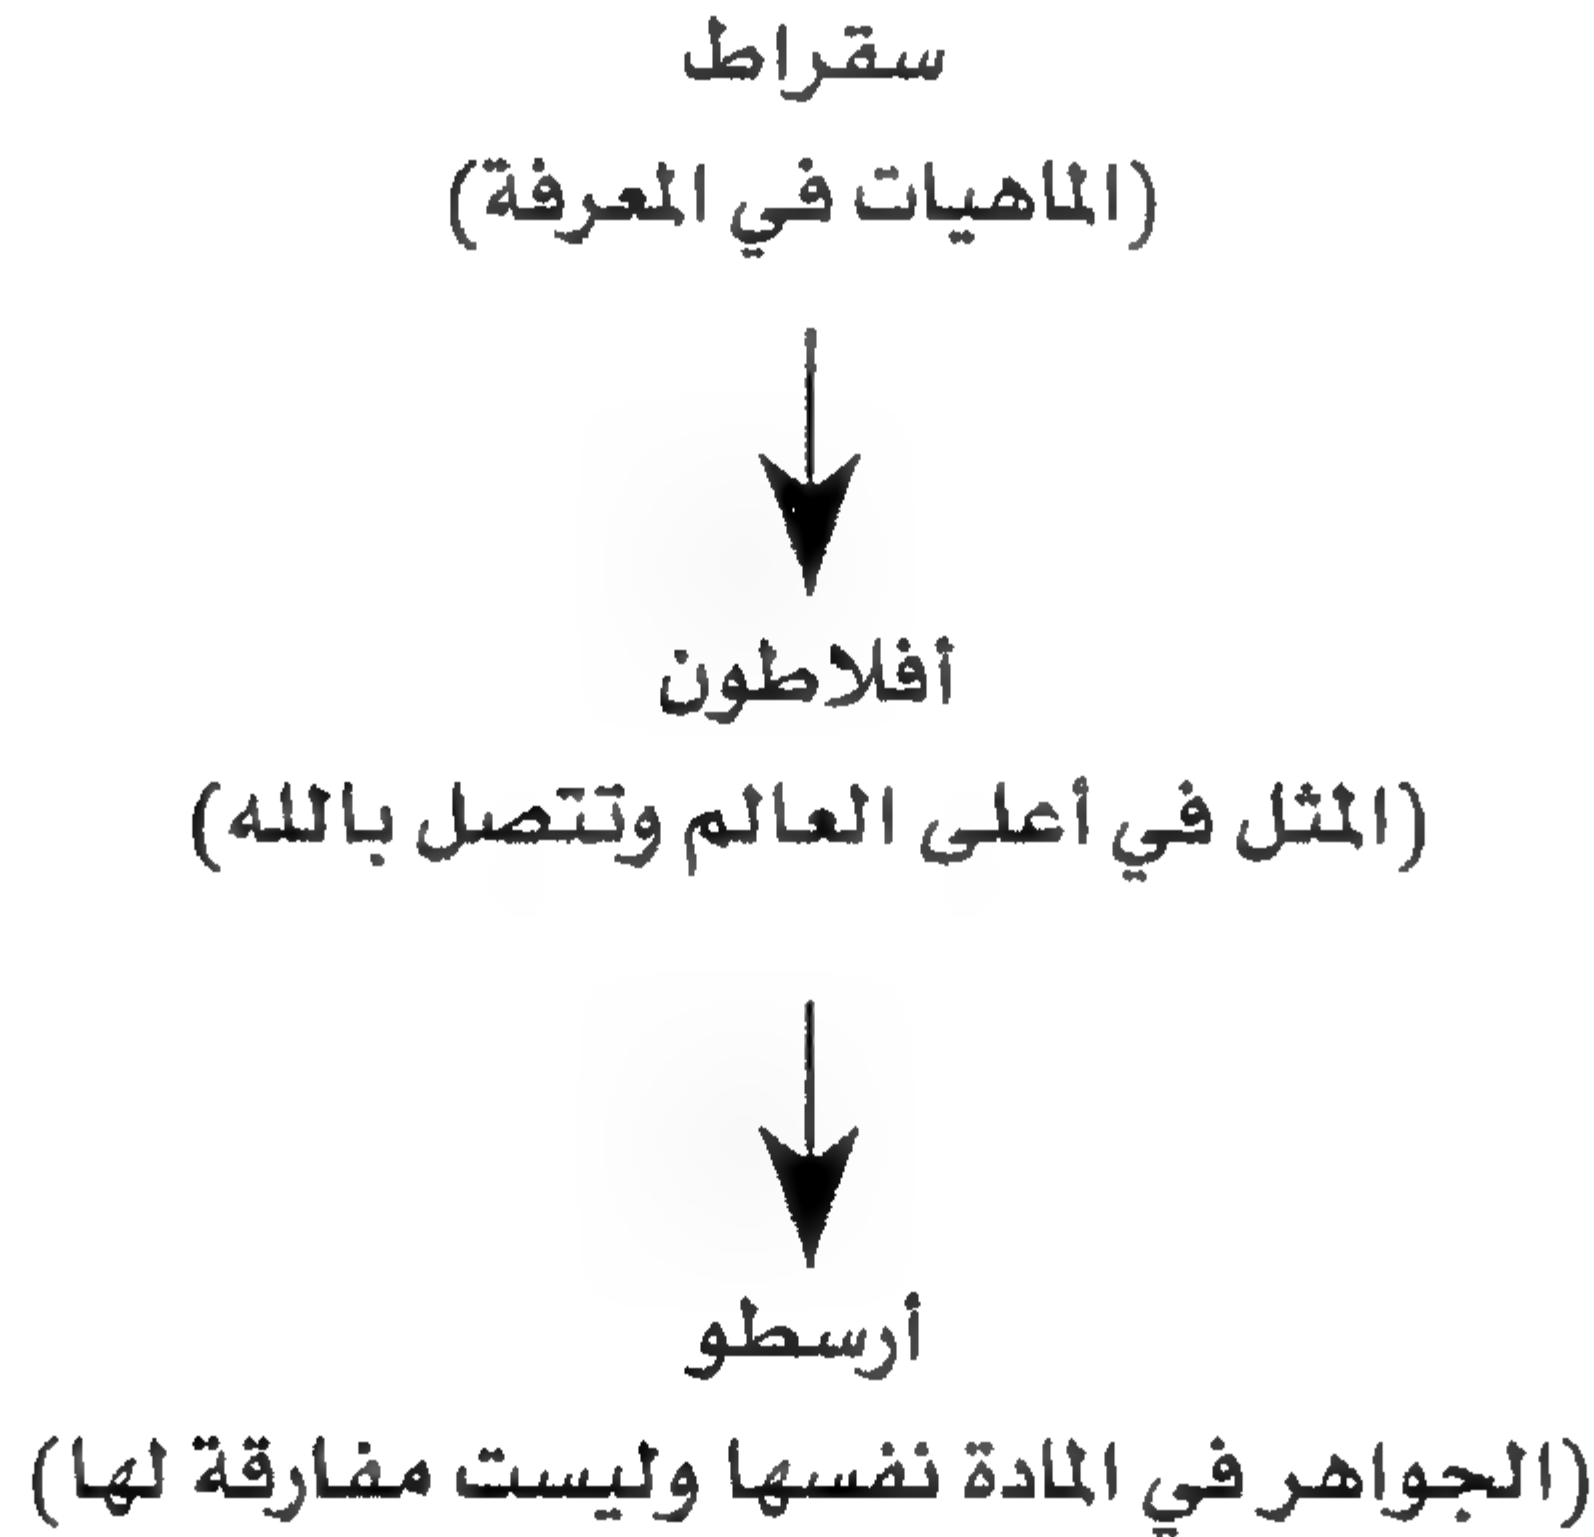 سقراط
(الماهيات في المعرفة)
أفلاطون
(المثل في أعلى العالم وتتصل بالله)
أرسطو
(الجواهر في المادة نفسها وليست مفارقة لها)